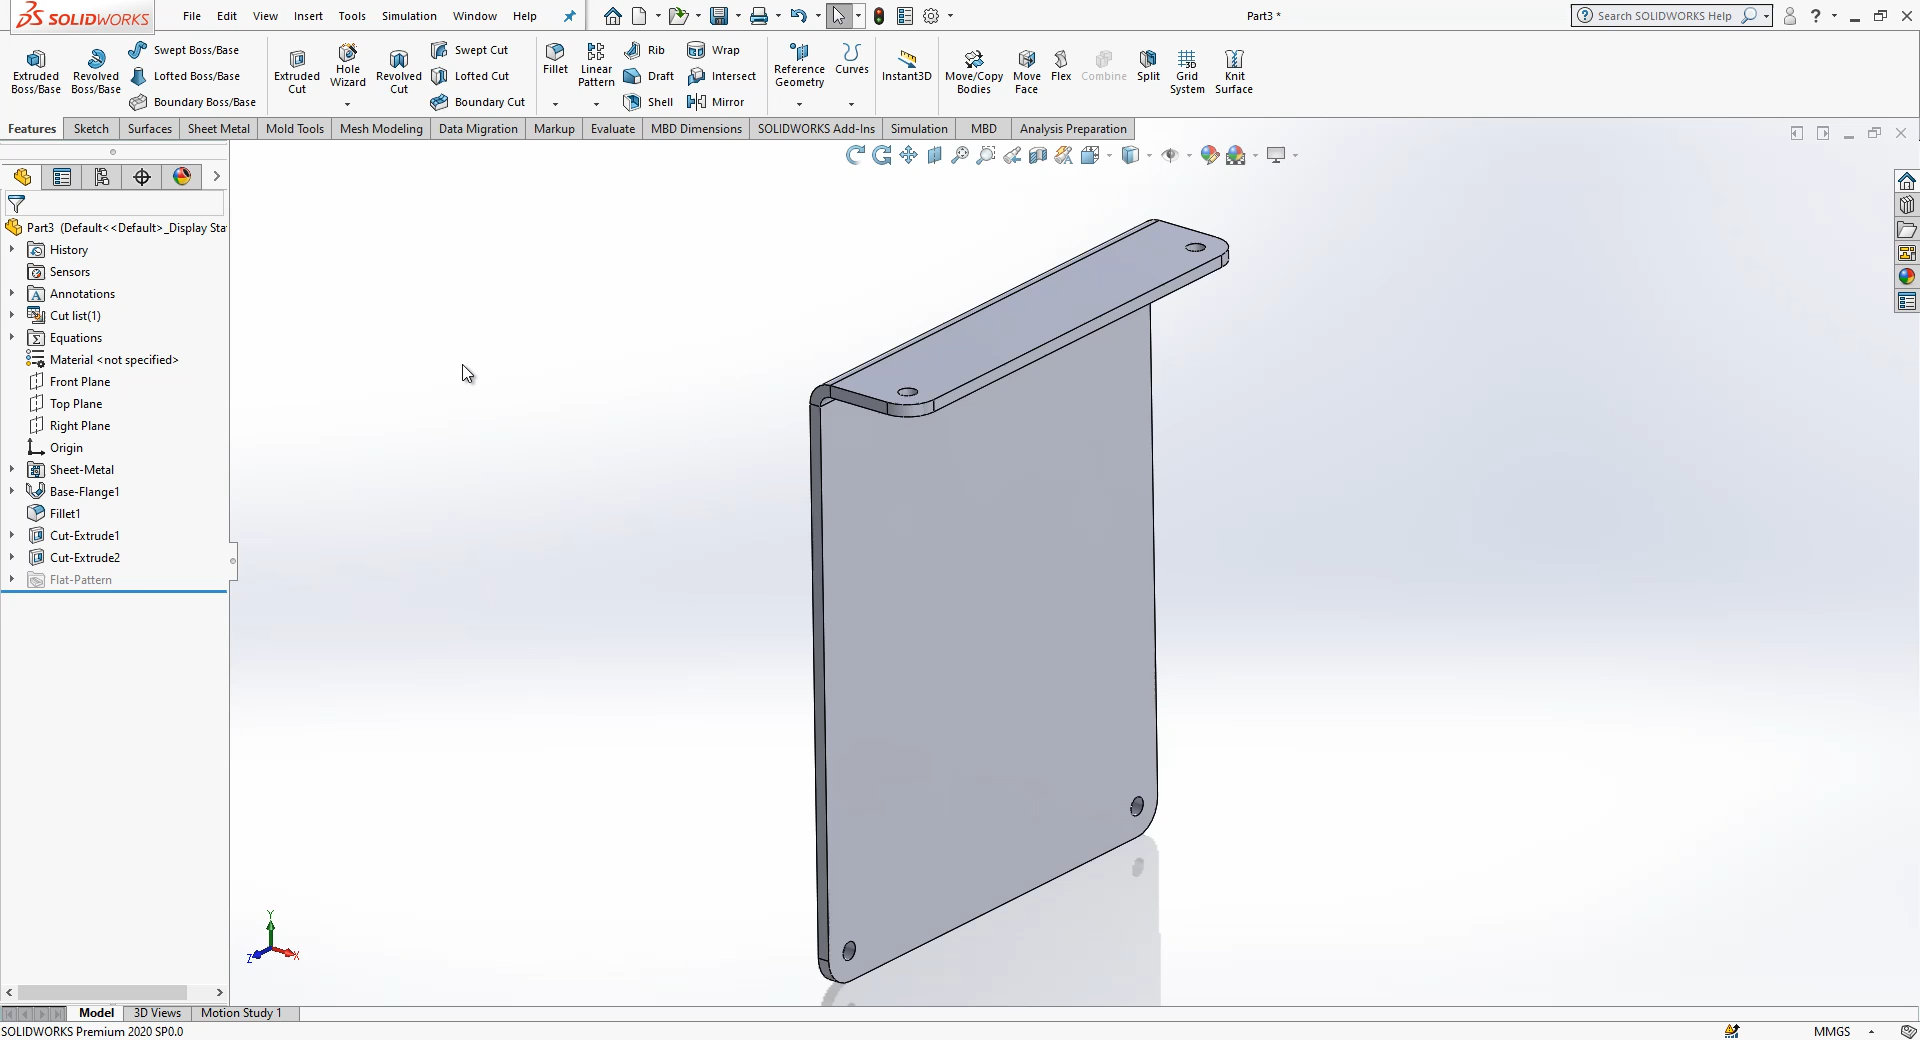 SOLIDWORKS
File Edit View Insert Tools Simulation Window Help
Part3 *
Search SOLIDWORKS Help
Extruded Boss/Base
Revolved Boss/Base
Swept Boss/Base
Lofted Boss/Base
Boundary Boss/Base
Extruded Cut
Hole Wizard
Revolved Cut
Swept Cut
Lofted Cut
Boundary Cut
Fillet
Linear Pattern
Rib
Draft
Shell
Wrap
Intersect
Mirror
Reference Geometry
Curves
Instant3D
Move/Copy Bodies
Move Face
Flex
Combine
Split
3D
Grid System
Knit Surface
Features Sketch Surfaces Sheet Metal Mold Tools Mesh Modeling Data Migration Markup Evaluate MBD Dimensions SOLIDWORKS Add-Ins Simulation MBD Analysis Preparation
Part3 (Default<<Default>_Display Sta
History
Sensors
Annotations
Cut list(1)
Equations
Material <not specified>
Front Plane
Top Plane
Right Plane
Origin
Sheet-Metal
Base-Flange1
Fillet1
Cut-Extrude1
Cut-Extrude2
Flat-Pattern
Y
Z
X
Model 3D Views Motion Study 1
SOLIDWORKS Premium 2020 SP0.0
MMGS